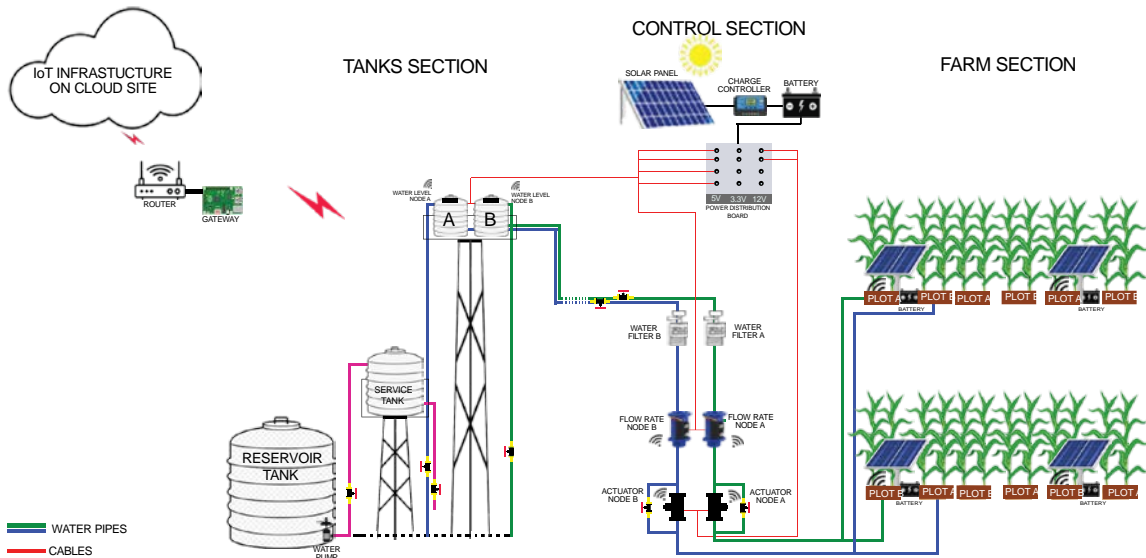 IoT INFRASTUCTURE
ON CLOUD SITE
ROUTER
GATEWAY
TANKS SECTION
WATER LEVEL
NODE A
WATER LEVEL
NODE B
A
B
SERVICE
TANK
RESERVOIR
TANK
WATER
PUMP
WATER PIPES
CABLES
CONTROL SECTION
SOLAR PANEL
CHARGE
CONTROLLER
BATTERY
5V 3.3V 12V
POWER DISTRIBUTION
BOARD
WATER
FILTER B
WATER
FILTER A
FLOW RATE
NODE B
FLOW RATE
NODE A
ACTUATOR
NODE B
ACTUATOR
NODE A
FARM SECTION
PLOT A
PLOT B
PLOT A
PLOT B
PLOT A
PLOT B
BATTERY
BATTERY
PLOT B
PLOT A
PLOT B
PLOT A
PLOT B
PLOT A
BATTERY
BATTERY